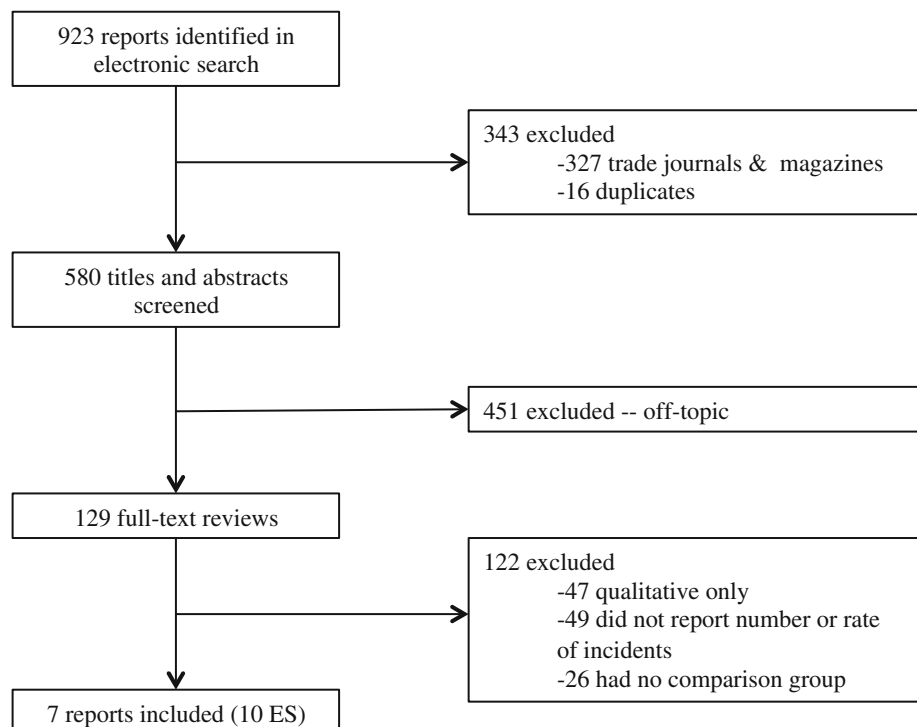 923 reports identified in
electronic search
343 excluded
-327 trade journals & magazines
-16 duplicates
580 titles and abstracts
screened
451 excluded -- off-topic
129 full-text reviews
122 excluded
-47 qualitative only
-49 did not report number or rate
of incidents
-26 had no comparison group
7 reports included (10 ES)